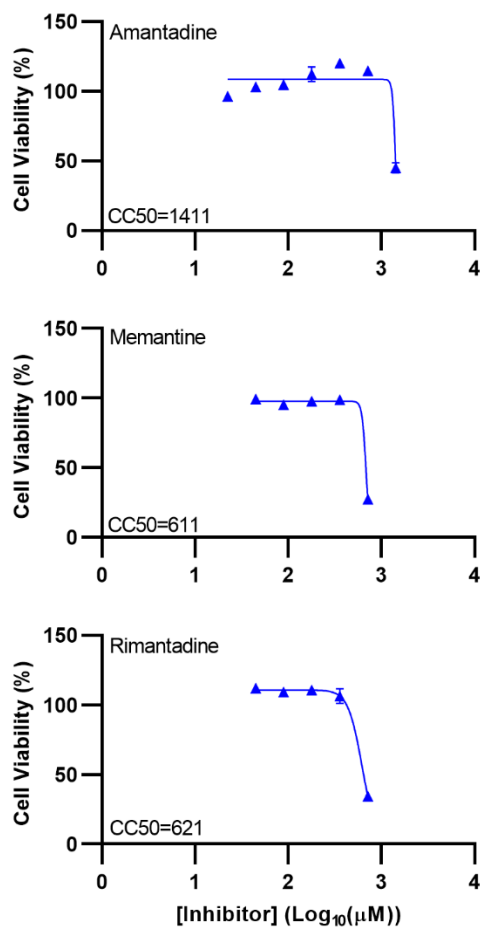 Amantadine
Cell Viability (%)
150
100
50
0
CC50=1411
0 1 2 3 4
Memantine
Cell Viability (%)
150
100
50
0
CC50=611
0 1 2 3 4
Rimantadine
Cell Viability (%)
150
100
50
0
CC50=621
0 1 2 3 4
[Inhibitor] (Log₁₀(μM))